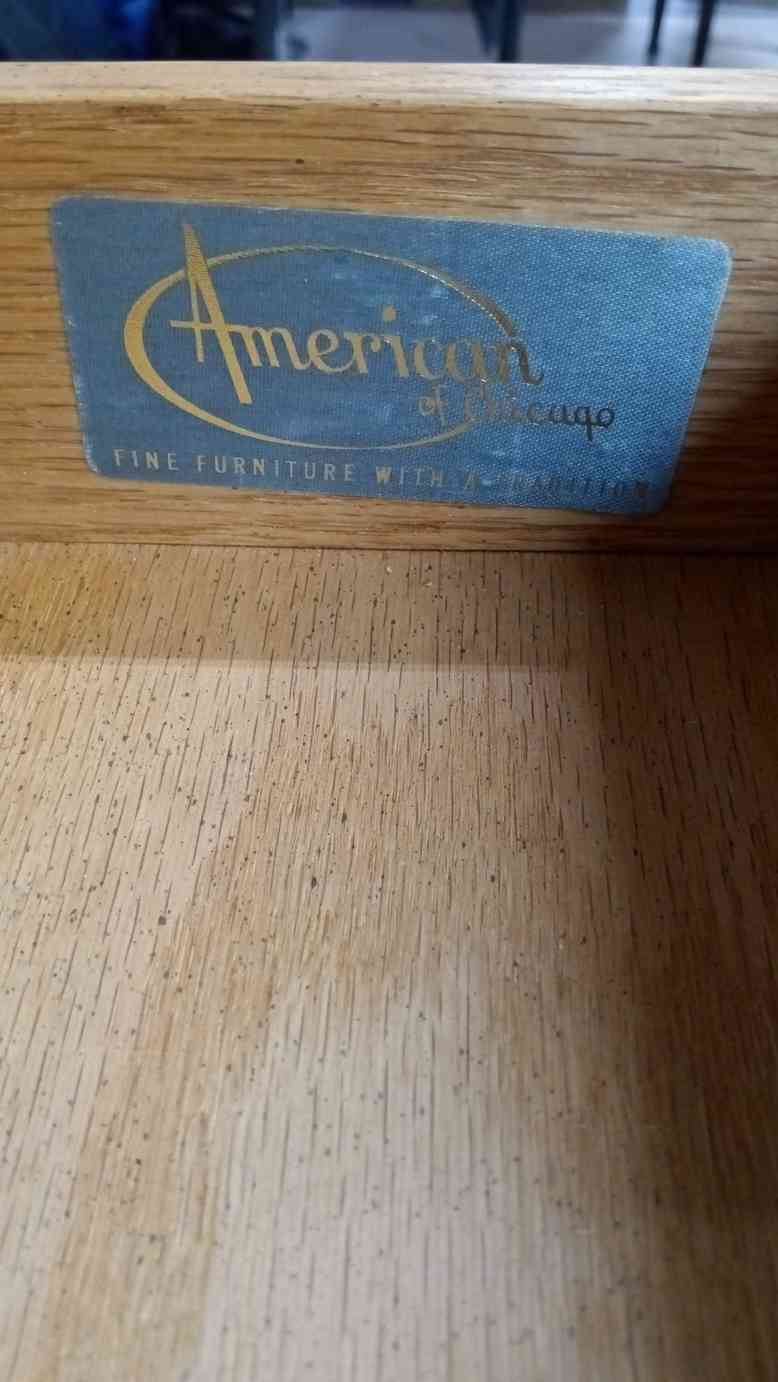 American
of Chicago
FINE FURNITURE WITH A TRADITION